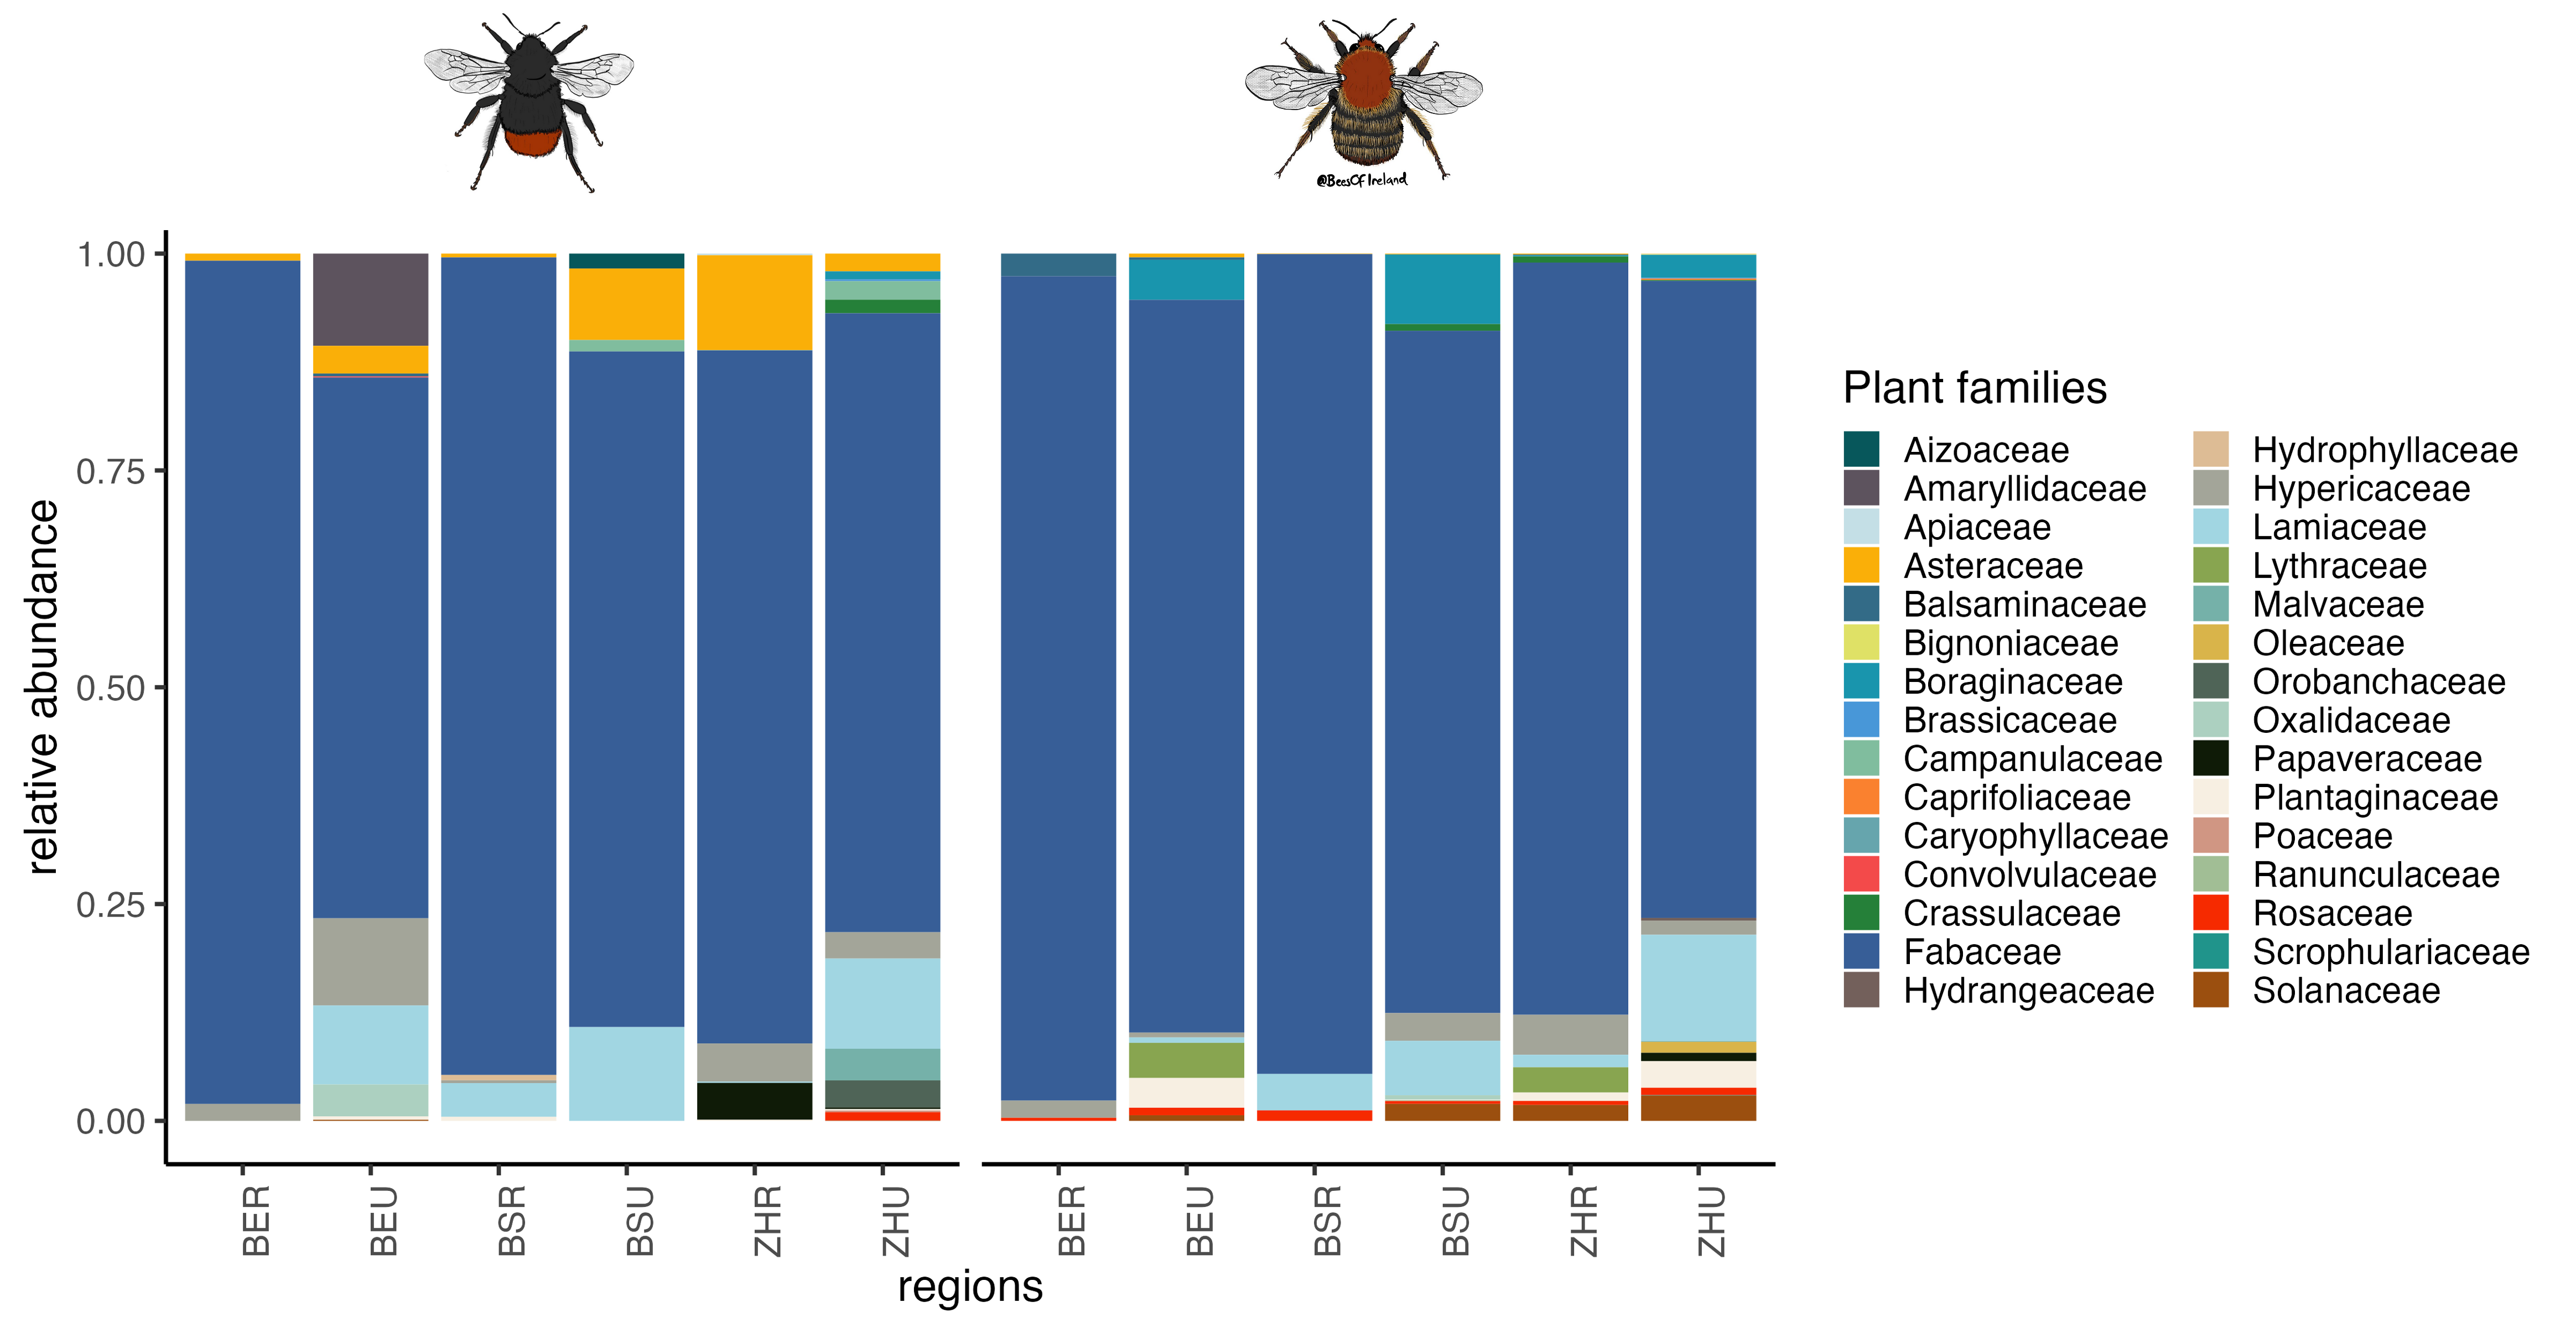 @BeesOfIreland
relative abundance
1.00
0.75
0.50
0.25
0.00
BER
BEU
BSR
BSU
ZHR
ZHU
BER
BEU
BSR
BSU
ZHR
ZHU
regions
Plant families
Aizoaceae
Amaryllidaceae
Apiaceae
Asteraceae
Balsaminaceae
Bignoniaceae
Boraginaceae
Brassicaceae
Campanulaceae
Caprifoliaceae
Caryophyllaceae
Convolvulaceae
Crassulaceae
Fabaceae
Hydrangeaceae
Hydrophyllaceae
Hypericaceae
Lamiaceae
Lythraceae
Malvaceae
Oleaceae
Orobanchaceae
Oxalidaceae
Papaveraceae
Plantaginaceae
Poaceae
Ranunculaceae
Rosaceae
Scrophulariaceae
Solanaceae